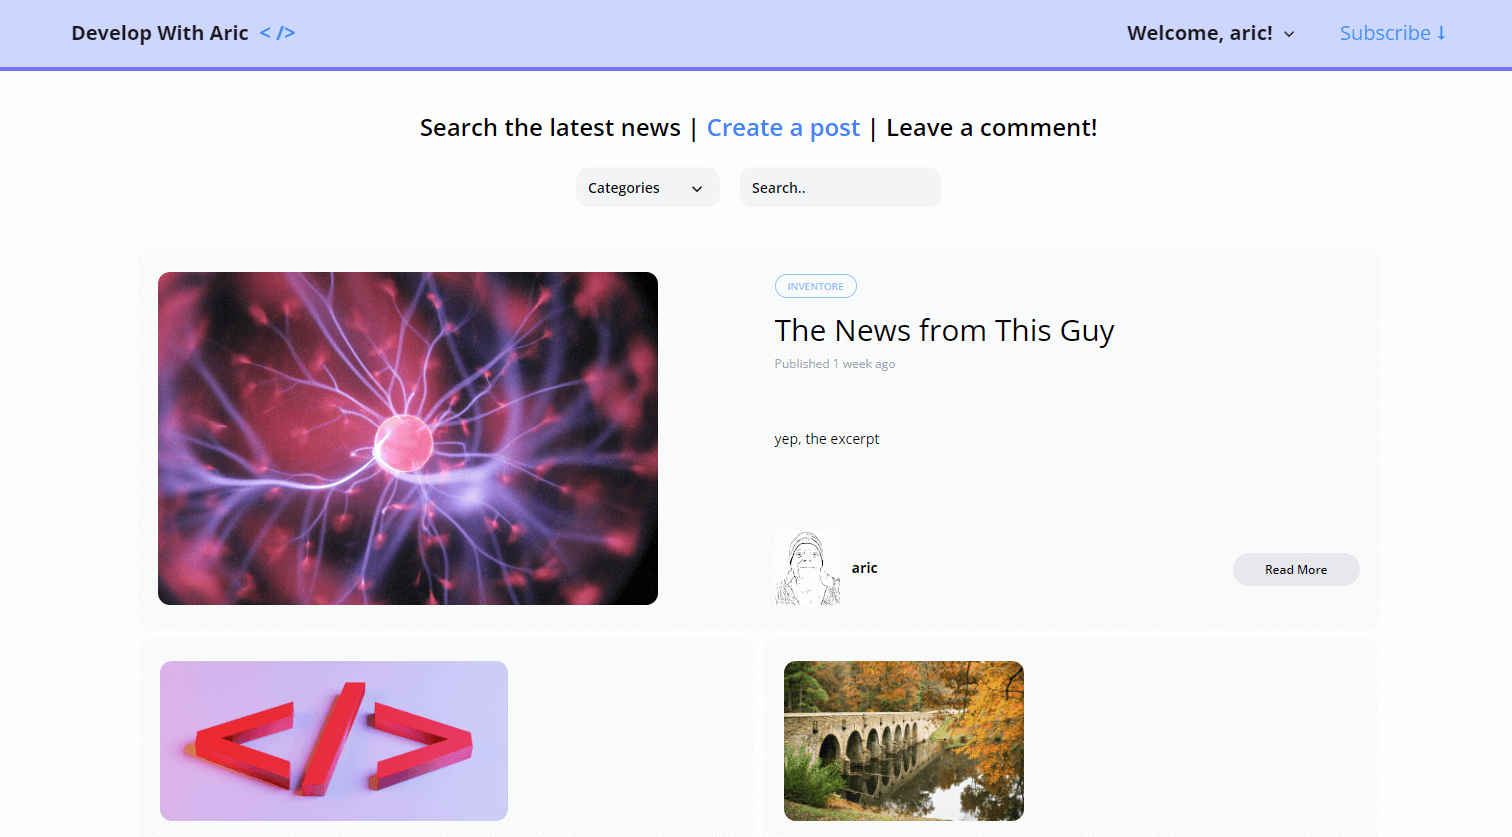 Develop With Aric </>
Welcome, aric!
Subscribe ↓
Search the latest news | Create a post | Leave a comment!
Categories
Search..
INVENTORE
The News from This Guy
Published 1 week ago
yep, the excerpt
aric
Read More